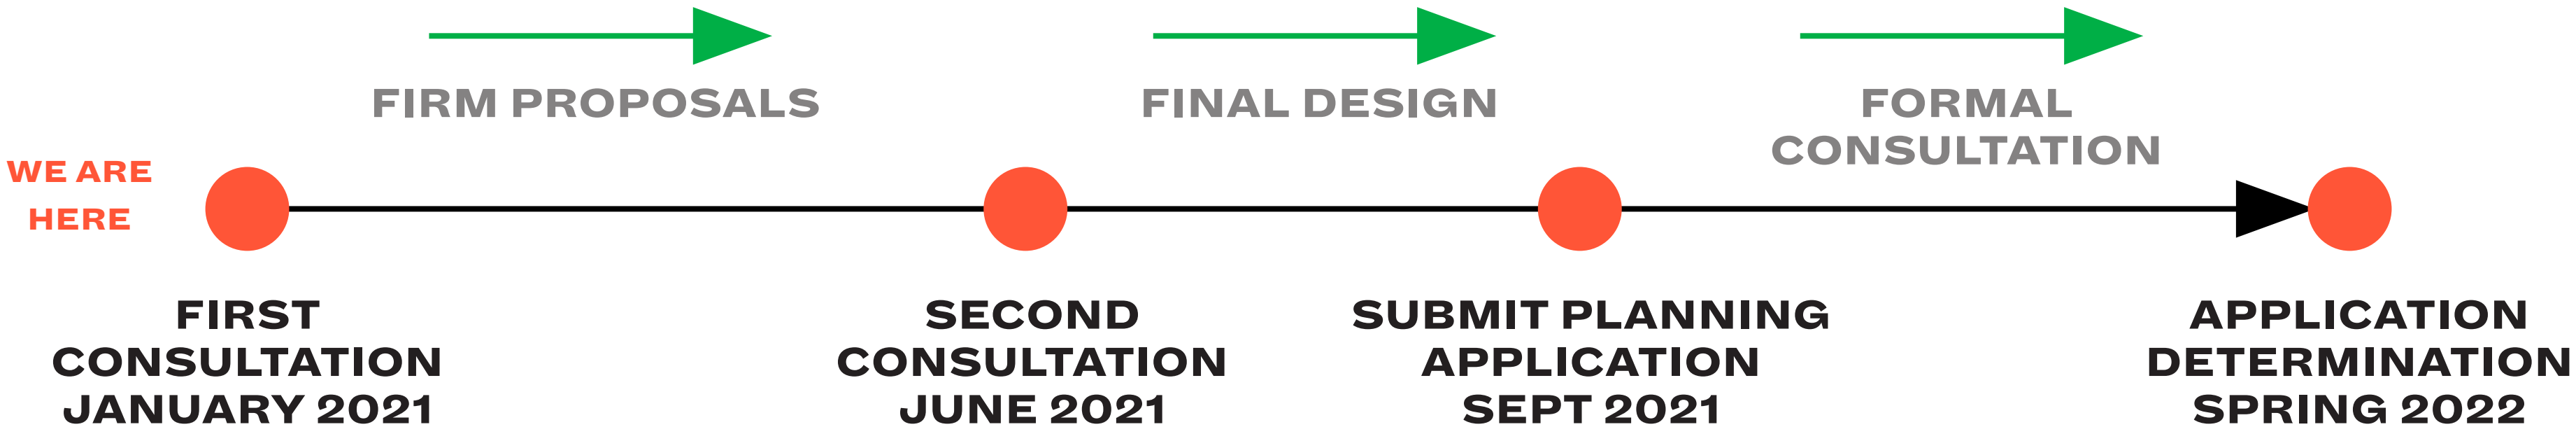 FIRM PROPOSALS
FINAL DESIGN
FORMAL
CONSULTATION
WE ARE
HERE
FIRST
CONSULTATION
JANUARY 2021
SECOND
CONSULTATION
JUNE 2021
SUBMIT PLANNING
APPLICATION
SEPT 2021
APPLICATION
DETERMINATION
SPRING 2022